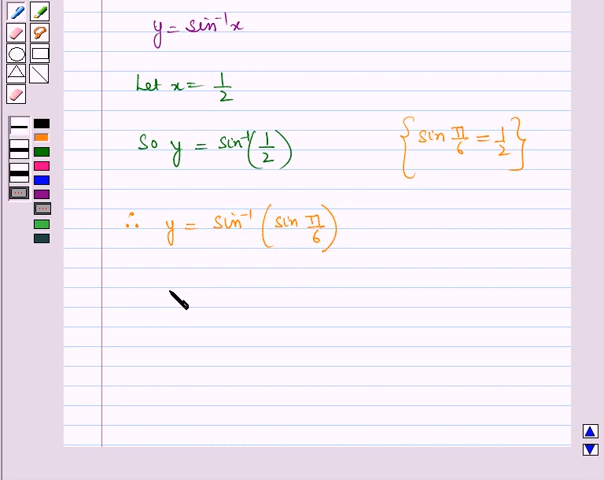 y = sin⁻¹x
Let x = 1/2
So y = sin⁻¹(1/2)
{sin π/6 = 1/2}
∴ y = sin⁻¹(sin π/6)